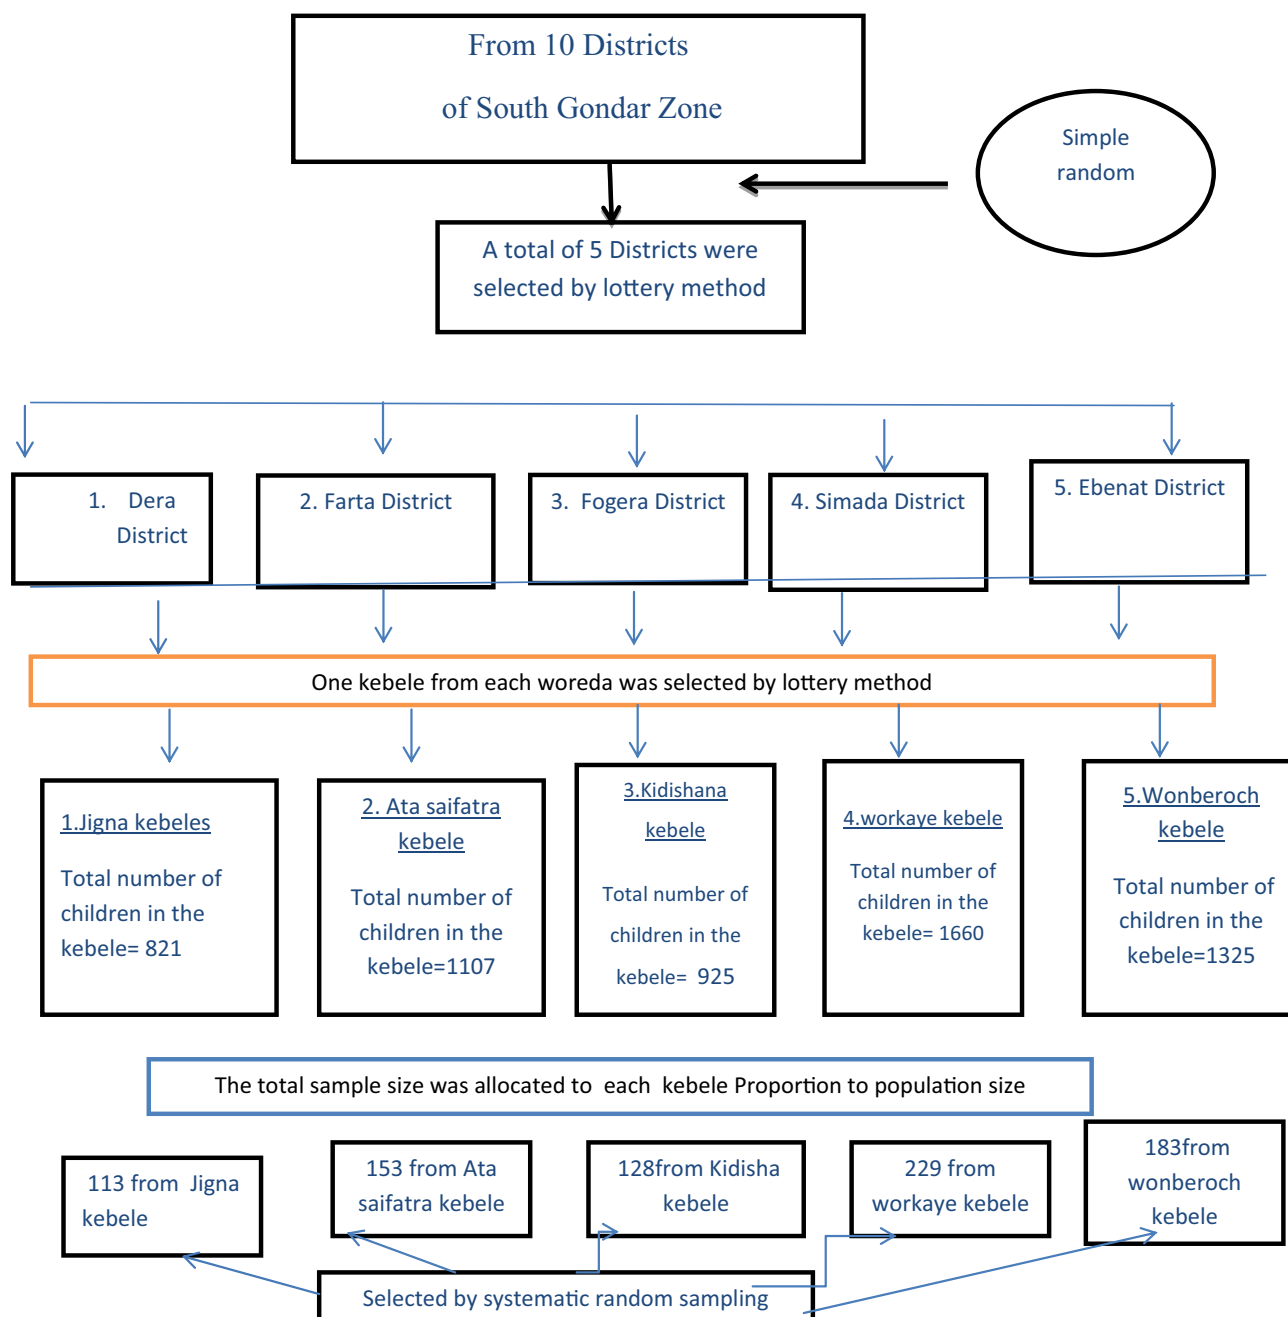 From 10 Districts
of South Gondar Zone
Simple
random
A total of 5 Districts were
selected by lottery method
1. Dera
District
2. Farta District
3. Fogera District
4. Simada District
5. Ebenat District
One kebele from each woreda was selected by lottery method
1.Jigna kebeles
Total number of
children in the
kebele= 821
2. Ata saifatra
kebele
Total number of
children in the
kebele=1107
3.Kidishana
kebele
Total number of
children in the
kebele= 925
4.workaye kebele
Total number of
children in the
kebele= 1660
5.Wonberoch
kebele
Total number of
children in the
kebele=1325
The total sample size was allocated to each kebele Proportion to population size
113 from Jigna
kebele
153 from Ata
saifatra kebele
128from Kidisha
kebele
229 from
workaye kebele
183from
wonberoch
kebele
Selected by systematic random sampling